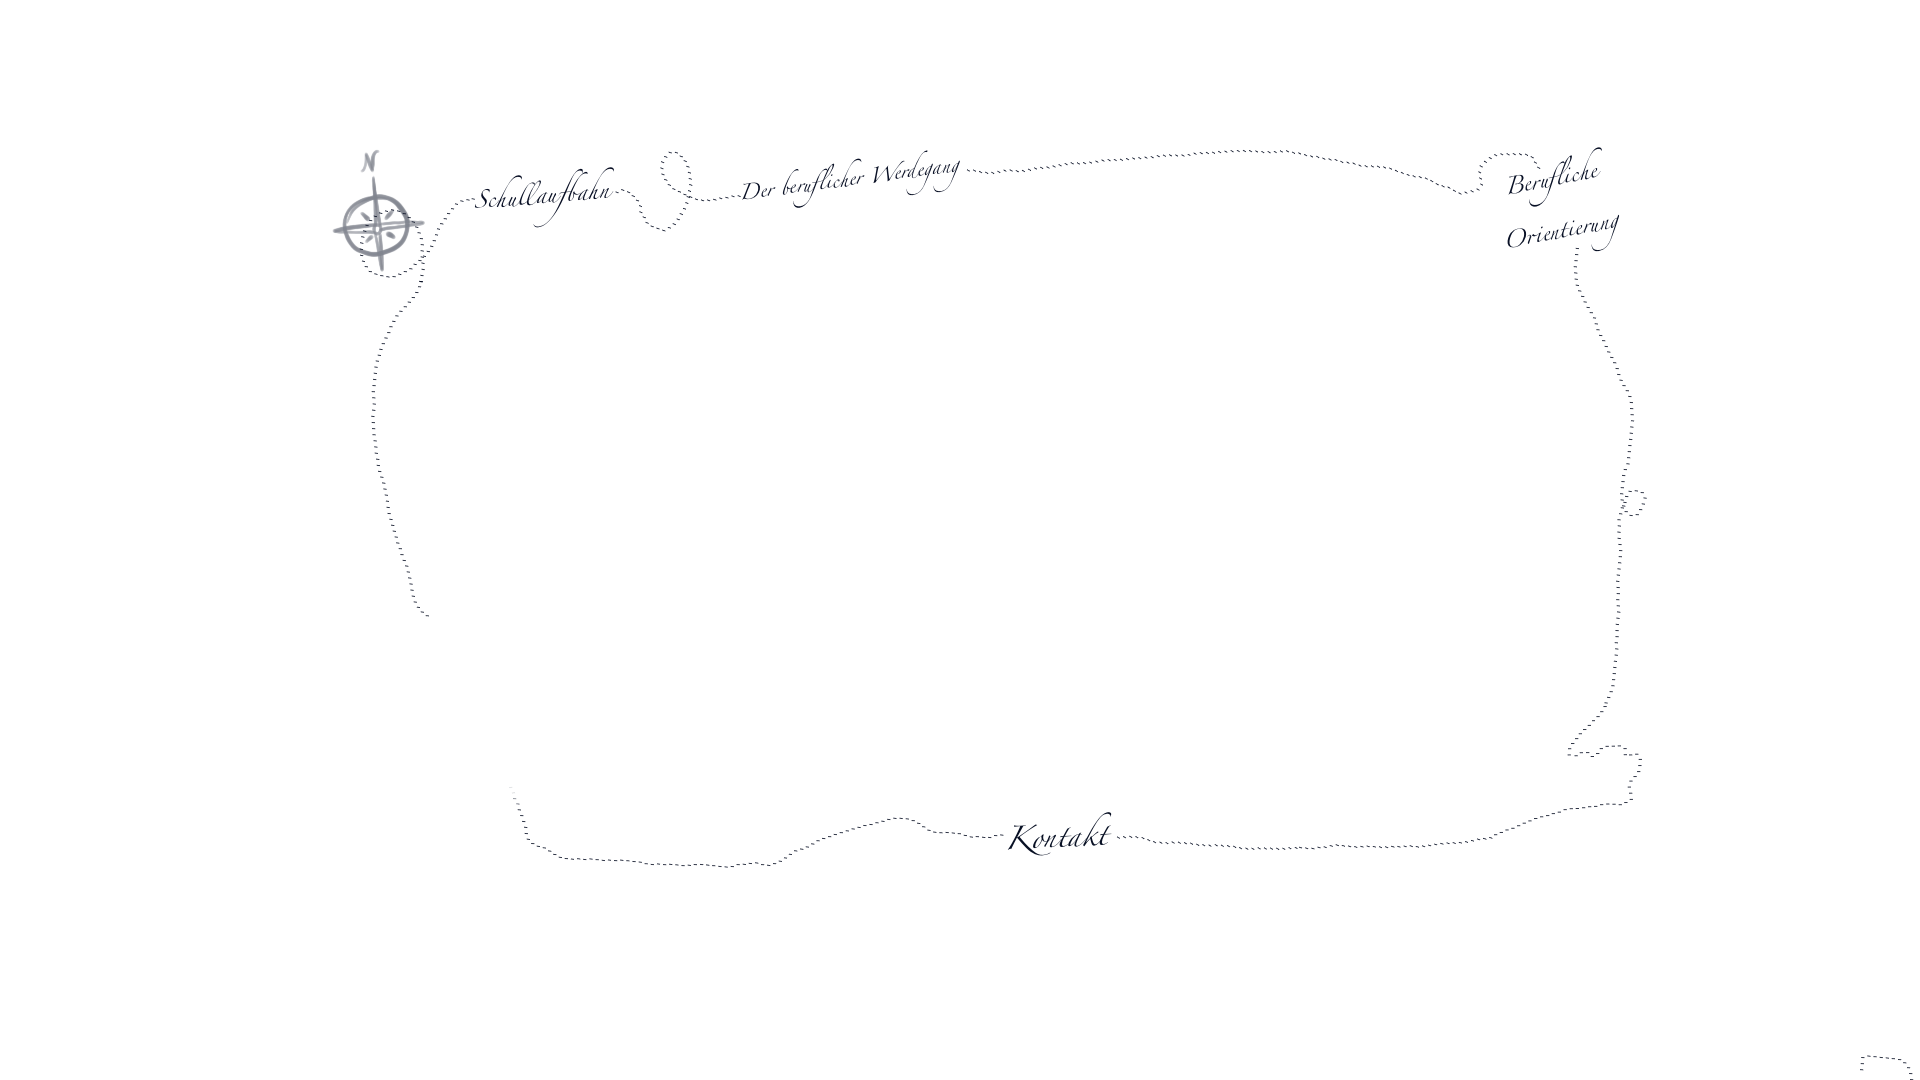 N
Schullaufbahn
Der beruflicher Werdegang
Berufliche
Orientierung
Kontakt